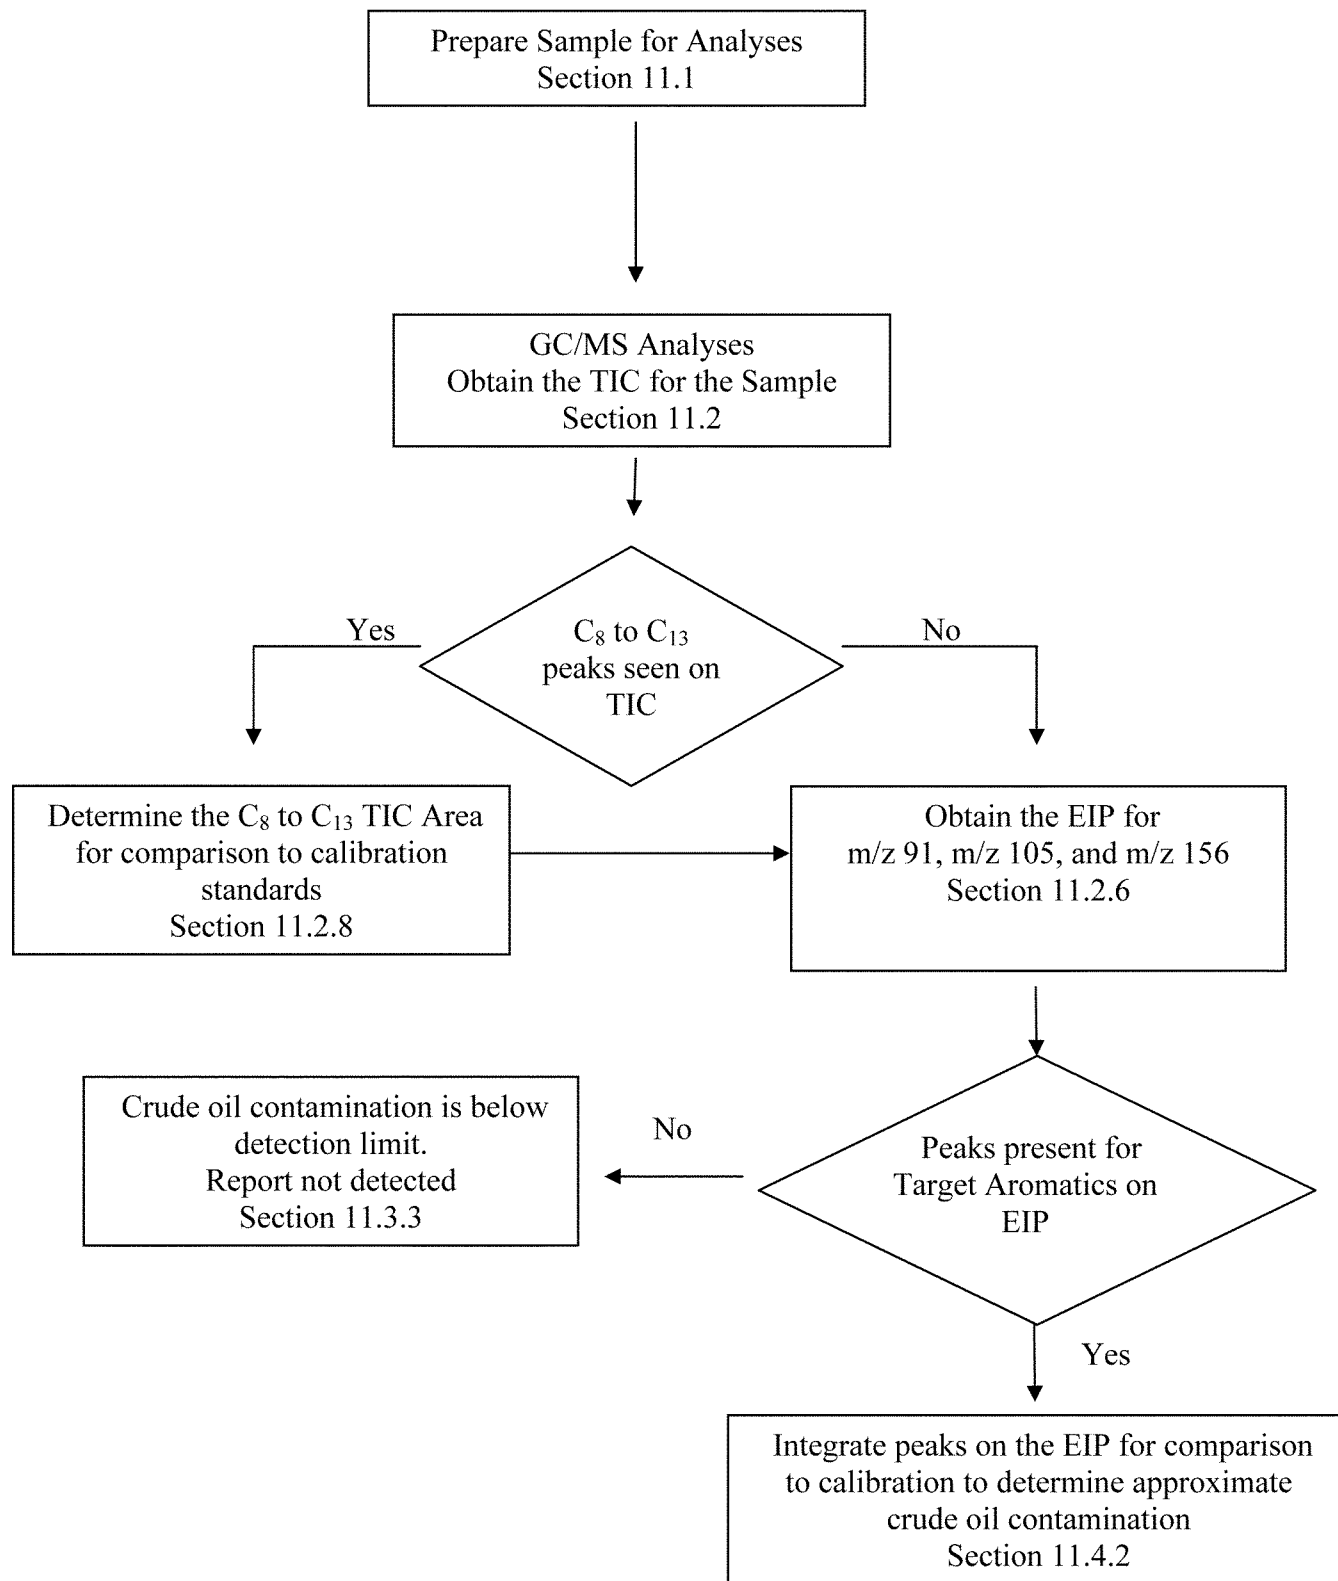 Prepare Sample for Analyses
Section 11.1
GC/MS Analyses
Obtain the TIC for the Sample
Section 11.2
Yes
C₈ to C₁₃
peaks seen on
TIC
No
Determine the C₈ to C₁₃ TIC Area
for comparison to calibration
standards
Section 11.2.8
Obtain the EIP for
m/z 91, m/z 105, and m/z 156
Section 11.2.6
Crude oil contamination is below
detection limit.
Report not detected
Section 11.3.3
No
Peaks present for
Target Aromatics on
EIP
Yes
Integrate peaks on the EIP for comparison
to calibration to determine approximate
crude oil contamination
Section 11.4.2